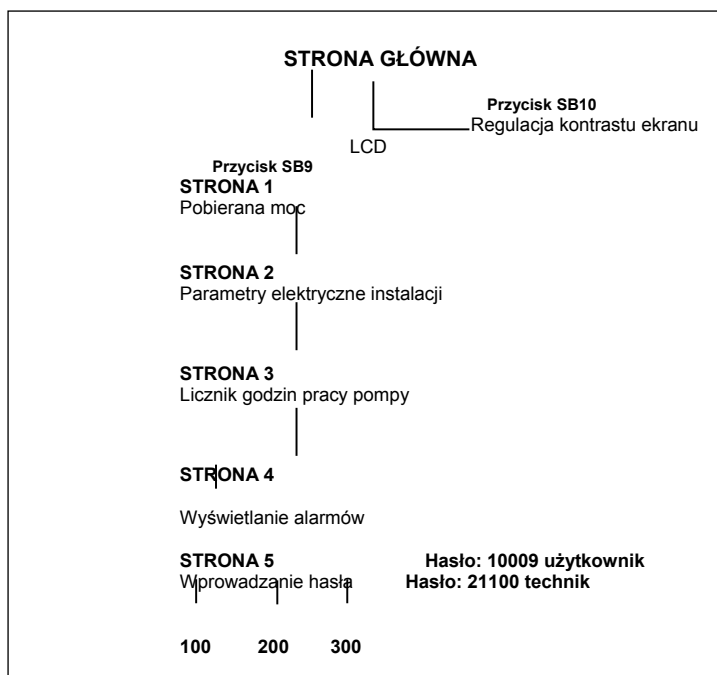 STRONA GŁÓWNA
Przycisk SB10
Regulacja kontrastu ekranu
LCD
Przycisk SB9
STRONA 1
Pobierana moc
STRONA 2
Parametry elektryczne instalacji
STRONA 3
Licznik godzin pracy pompy
STRONA 4
Wyświetlanie alarmów
STRONA 5 Hasło: 10009 użytkownik
Wprowadzanie hasła Hasło: 21100 technik
100 200 300